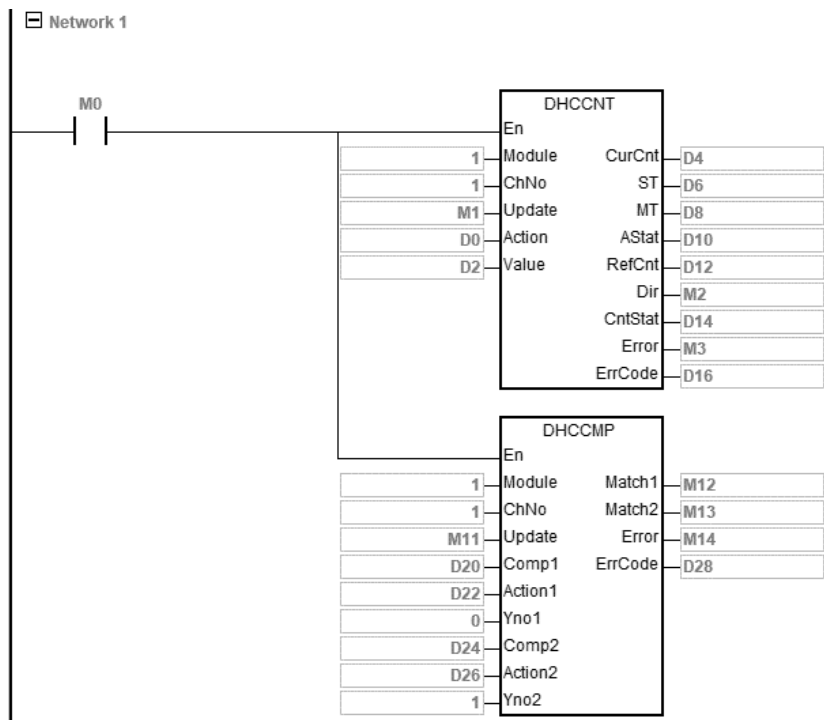 Network 1
M0
DHCCNT
En
1 Module CurCnt D4
1 ChNo ST D6
M1 Update MT D8
D0 Action AStat D10
D2 Value RefCnt D12
Dir M2
CntStat D14
Error M3
ErrCode D16
DHCCMP
En
1 Module Match1 M12
1 ChNo Match2 M13
M11 Update Error M14
D20 Comp1 ErrCode D28
D22 Action1
0 Yno1
D24 Comp2
D26 Action2
1 Yno2